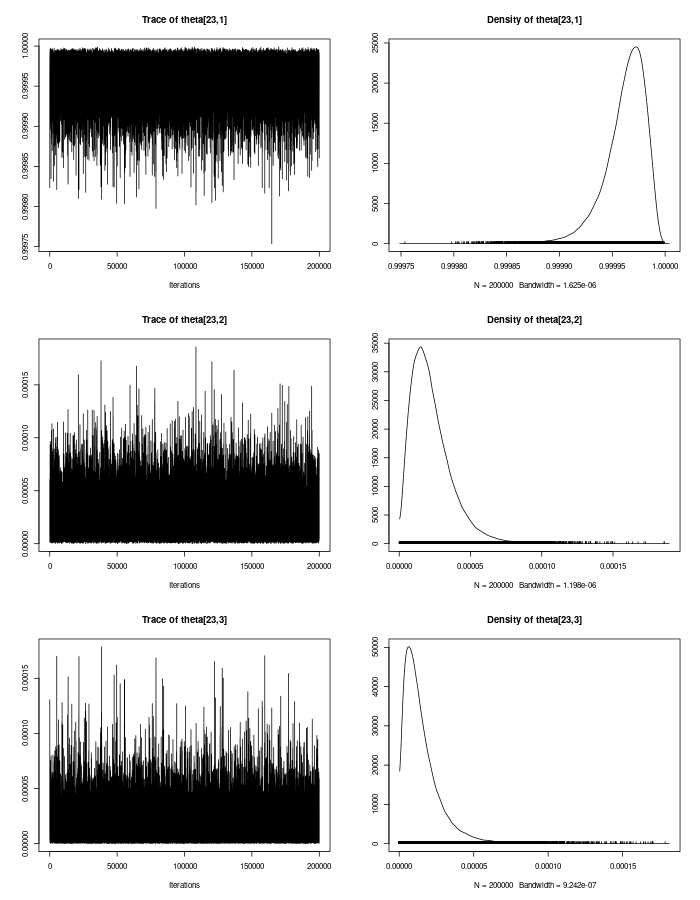 Trace of theta[23,1]
1.00000
0.99995
0.99990
0.99985
0.99980
0.99975
0 50000 100000 150000 200000
Iterations
Density of theta[23,1]
25000
20000
15000
10000
5000
0
0.99975 0.99980 0.99985 0.99990 0.99995 1.00000
N = 200000 Bandwidth = 1.625e-06
Trace of theta[23,2]
0.00015
0.00010
0.00005
0.00000
0 50000 100000 150000 200000
Iterations
Density of theta[23,2]
35000
30000
25000
20000
15000
10000
5000
0
0.00000 0.00005 0.00010 0.00015
N = 200000 Bandwidth = 1.198e-06
Trace of theta[23,3]
0.00015
0.00010
0.00005
0.00000
0 50000 100000 150000 200000
Iterations
Density of theta[23,3]
50000
40000
30000
20000
10000
0
0.00000 0.00005 0.00010 0.00015
N = 200000 Bandwidth = 9.242e-07